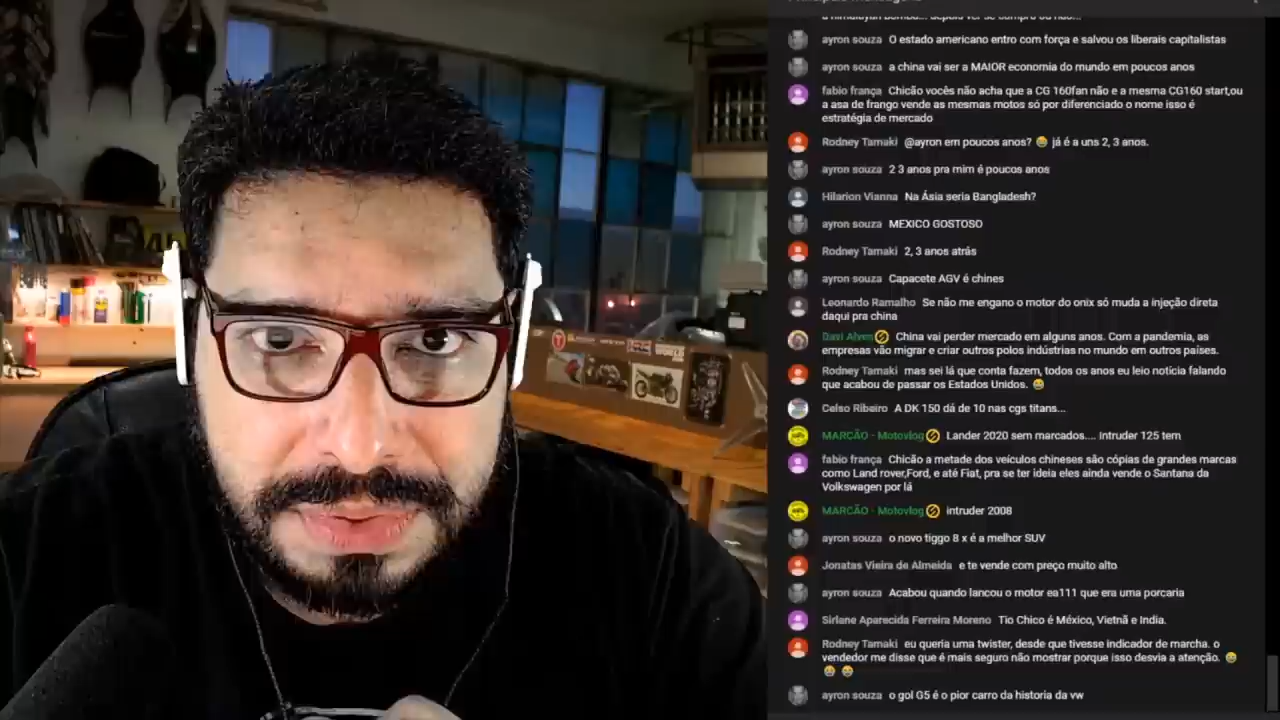 ayron souza O estado americano entro com força e salvou os liberais capitalistas
ayron souza a china vai ser a MAIOR economia do mundo em poucos anos
fabio frança Chicão vocês não acha que a CG 160fan não e a mesma CG160 start,ou
a asa de frango vende as mesmas motos só por diferenciado o nome isso é
estratégia de mercado
Rodney Tamaki @ayron em poucos anos? 😂 já é a uns 2, 3 anos.
ayron souza 2 3 anos pra mim é poucos anos
Hilarion Vianna Na Ásia seria Bangladesh?
ayron souza MEXICO GOSTOSO
Rodney Tamaki 2, 3 anos atrás
ayron souza Capacete AGV é chines
Leonardo Ramalho Se não me engano o motor do onix só muda a injeção direta
daqui pra china
Davi Alves China vai perder mercado em alguns anos. Com a pandemia, as
empresas vão migrar e criar outros polos indústrias no mundo em outros países.
Rodney Tamaki mas sei lá que conta fazem, todos os anos eu leio notícia falando
que acabou de passar os Estados Unidos. 😂
Celso Ribeiro A DK 150 dá de 10 nas cgs titans...
MARCÃO - Motovlog Lander 2020 sem marcados.... Intruder 125 tem
fabio frança Chicão a metade dos veículos chineses são cópias de grandes marcas
como Land rover,Ford, e até Fiat, pra se ter ideia eles ainda vende o Santana da
Volkswagen por lá
MARCÃO - Motovlog intruder 2008
ayron souza o novo tiggo 8 x é a melhor SUV
Jonatas Vieira de Almeida e te vende com preço muito alto
ayron souza Acabou quando lancou o motor ea111 que era uma porcaria
Sirlane Aparecida Ferreira Moreno Tio Chico é México, Vietnã e India.
Rodney Tamaki eu queria uma twister, desde que tivesse indicador de marcha. o
vendedor me disse que é mais seguro não mostrar porque isso desvia a atenção. 😂
😂 😂
ayron souza o gol G5 é o pior carro da historia da vw